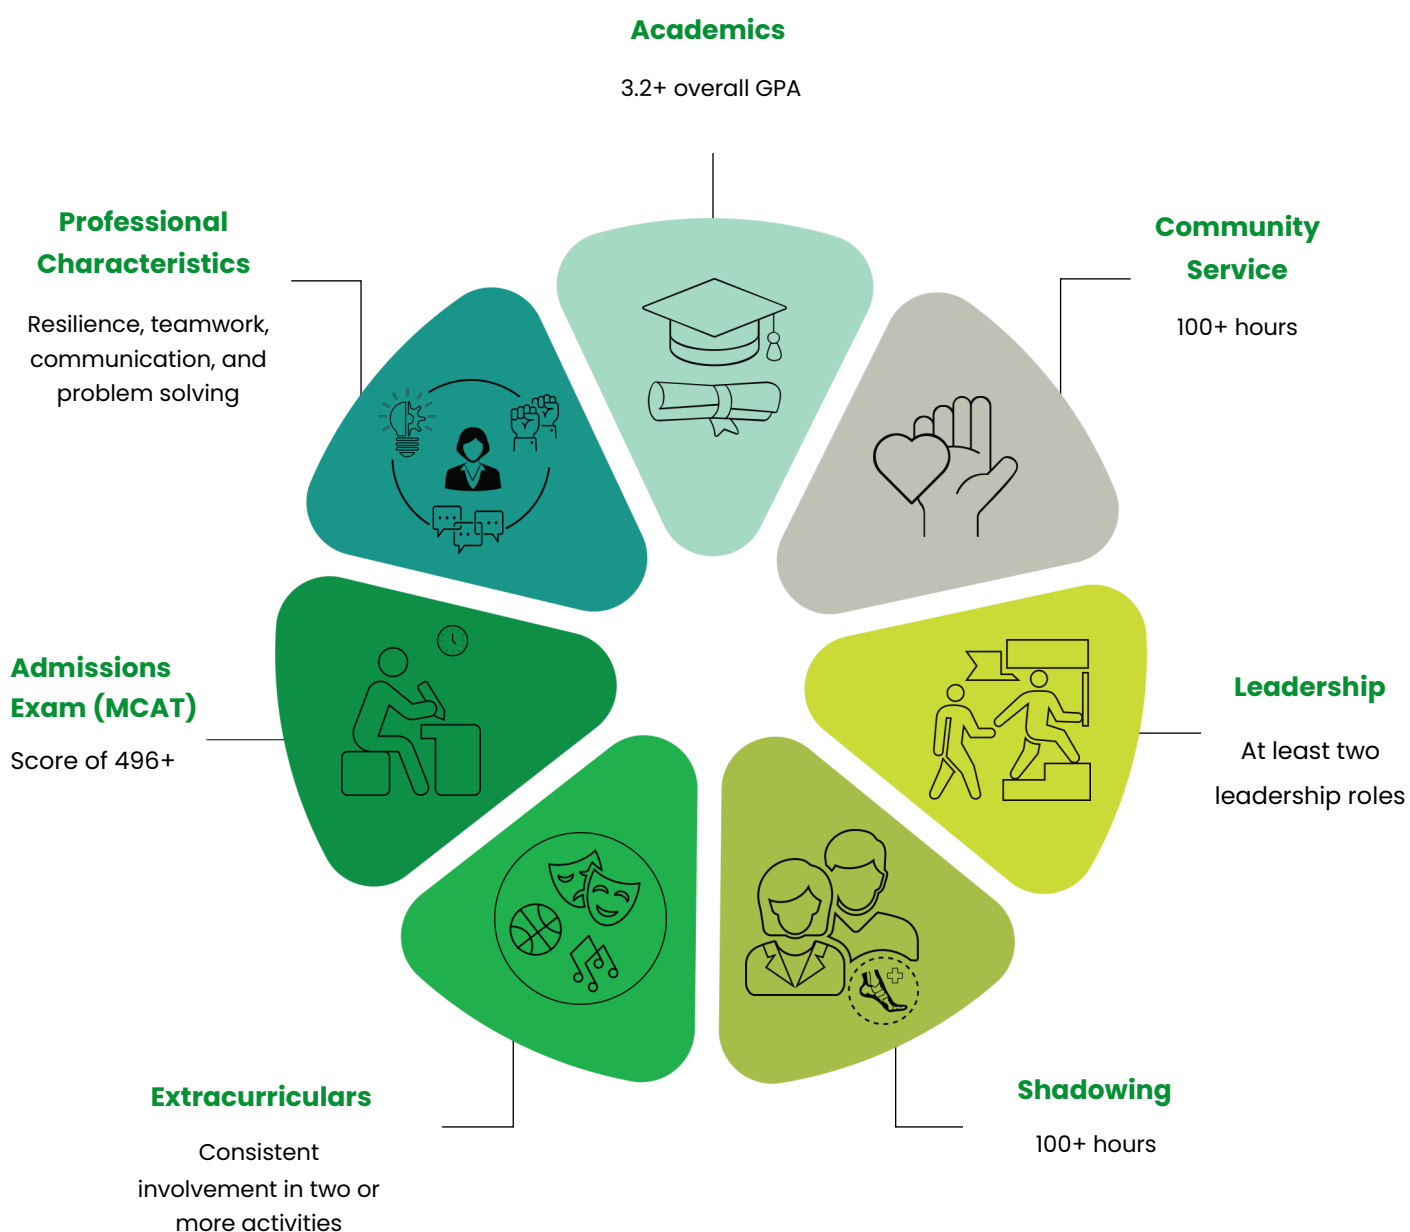 Academics
3.2+ overall GPA
Professional
Characteristics
Resilience, teamwork,
communication, and
problem solving
Community
Service
100+ hours
Admissions
Exam (MCAT)
Score of 496+
Leadership
At least two
leadership roles
Extracurriculars
Consistent
involvement in two or
more activities
Shadowing
100+ hours